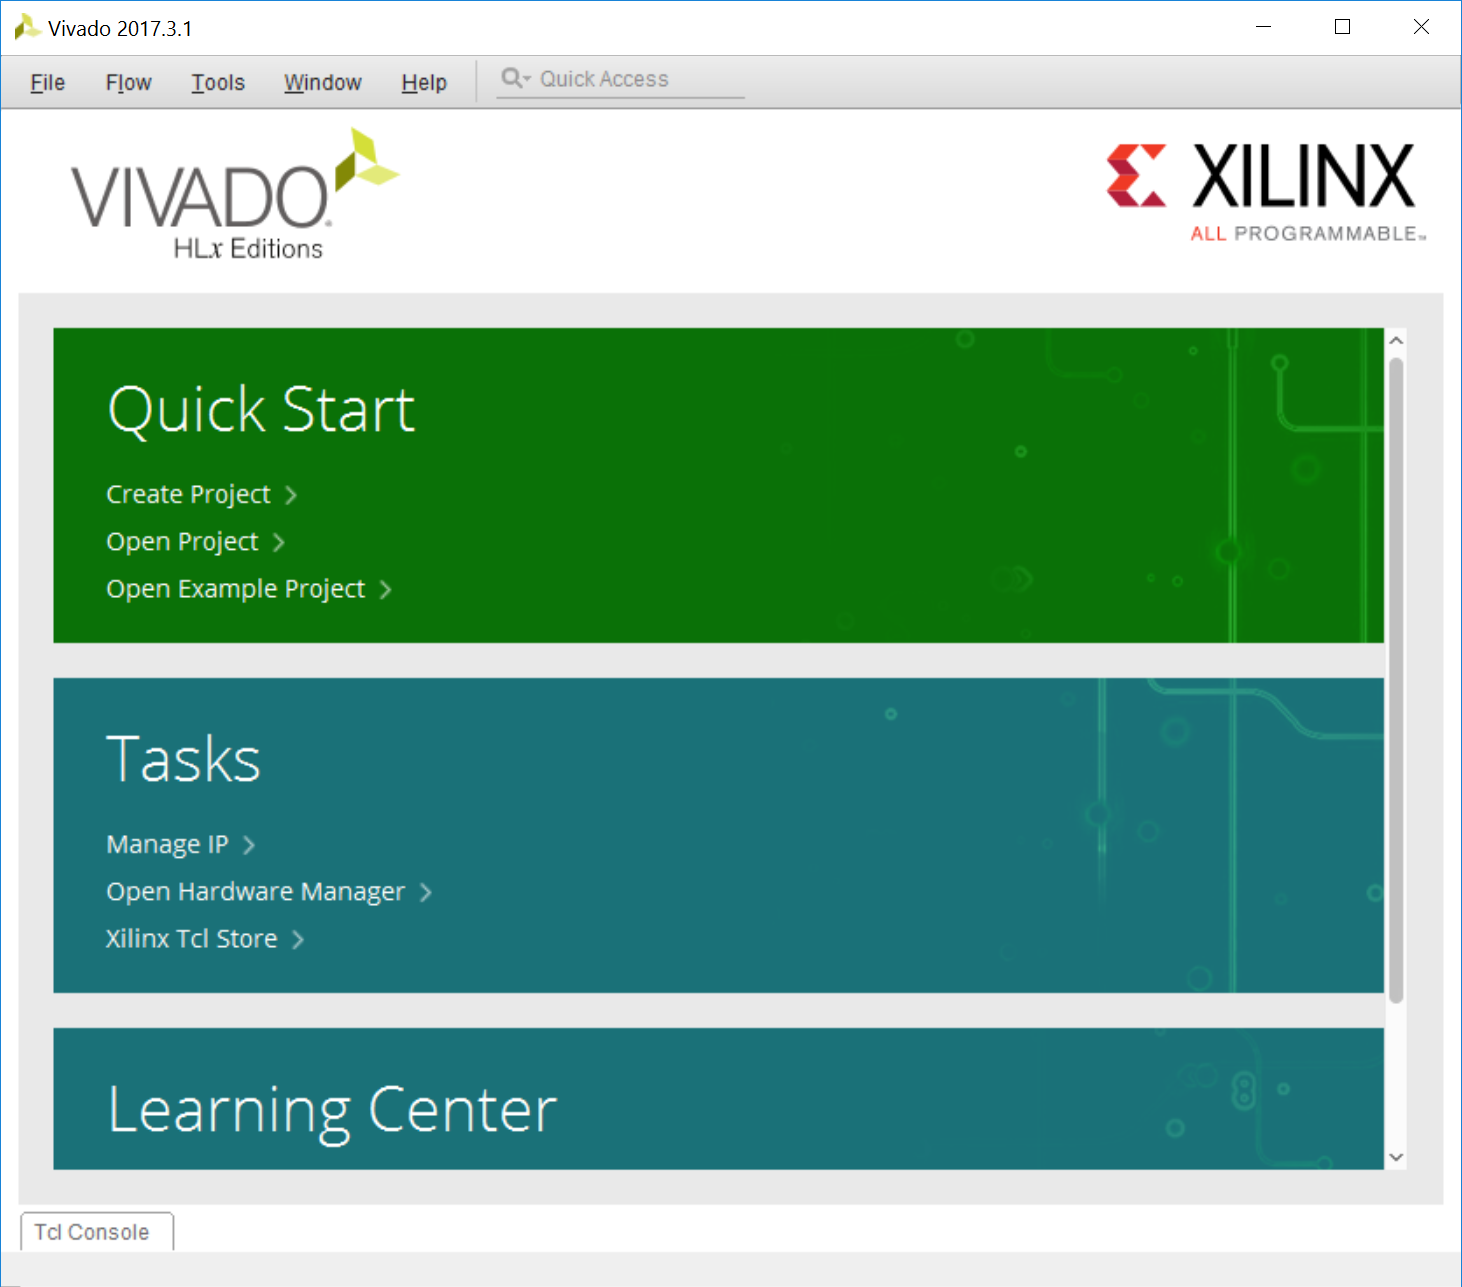 Vivado 2017.3.1
File Flow Tools Window Help Quick Access
VIVADO
HLx Editions
XILINX
ALL PROGRAMMABLE™
Quick Start
Create Project
Open Project
Open Example Project
Tasks
Manage IP
Open Hardware Manager
Xilinx Tcl Store
Learning Center
Tcl Console